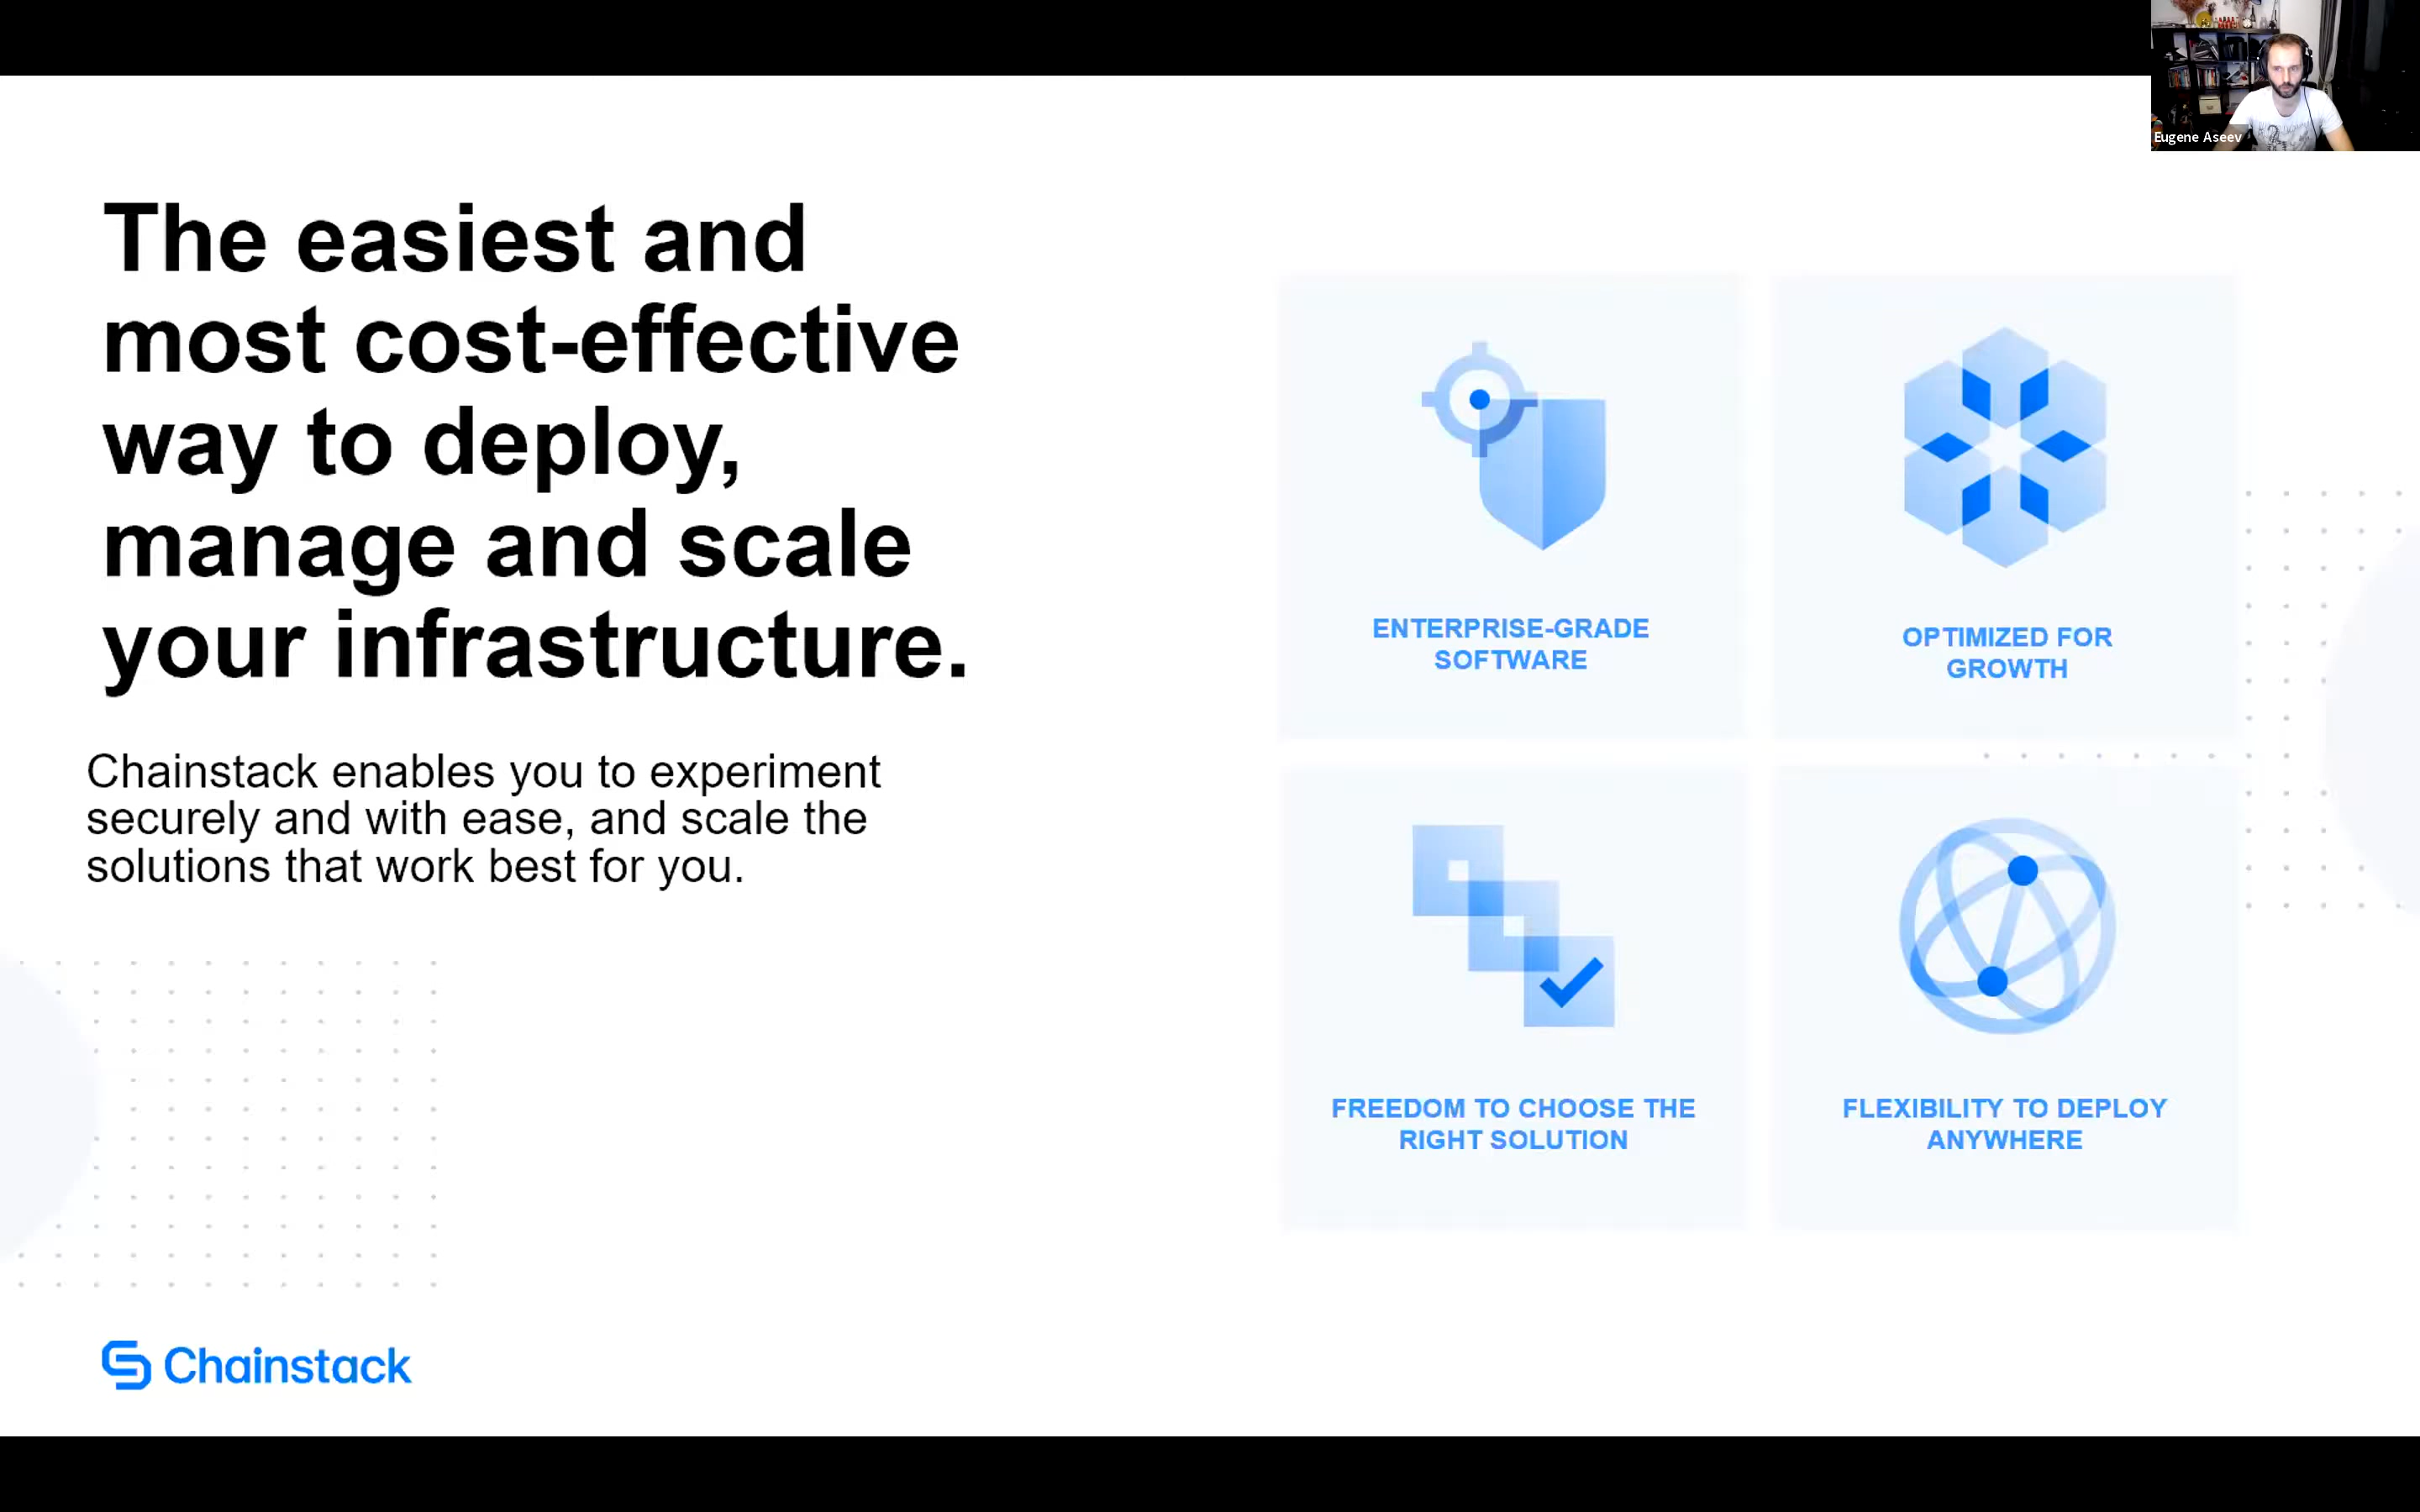 Eugene Aseev
The easiest and
most cost-effective
way to deploy,
manage and scale
your infrastructure.
Chainstack enables you to experiment
securely and with ease, and scale the
solutions that work best for you.
ENTERPRISE-GRADE
SOFTWARE
OPTIMIZED FOR
GROWTH
FREEDOM TO CHOOSE THE
RIGHT SOLUTION
FLEXIBILITY TO DEPLOY
ANYWHERE
Chainstack